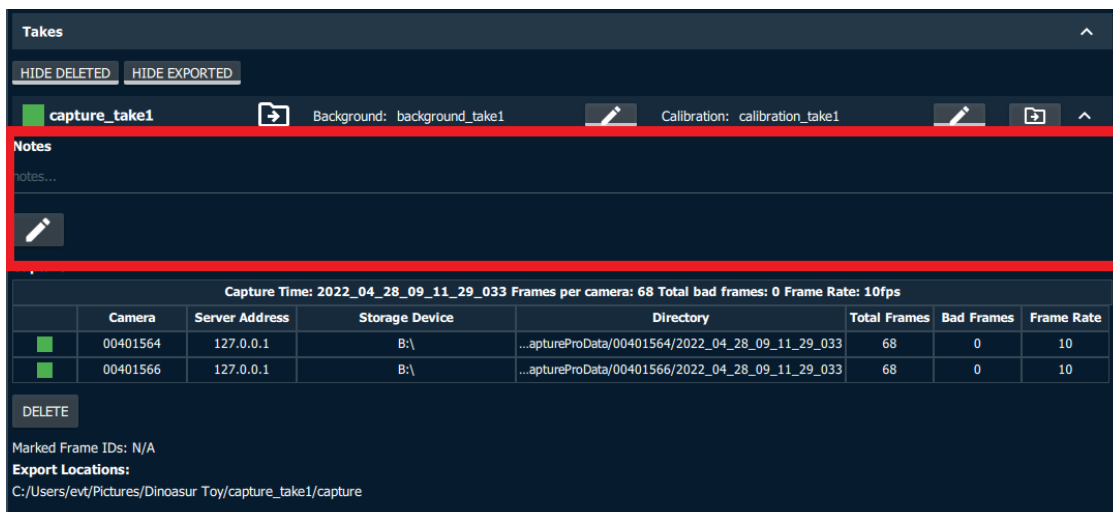 Takes
HIDE DELETED HIDE EXPORTED
capture_take1 Background: background_take1 Calibration: calibration_take1
Notes
notes...
Capture Time: 2022_04_28_09_11_29_033 Frames per camera: 68 Total bad frames: 0 Frame Rate: 10fps
Camera Server Address Storage Device Directory Total Frames Bad Frames Frame Rate
00401564 127.0.0.1 B:\ ...aptureProData/00401564/2022_04_28_09_11_29_033 68 0 10
00401566 127.0.0.1 B:\ ...aptureProData/00401566/2022_04_28_09_11_29_033 68 0 10
DELETE
Marked Frame IDs: N/A
Export Locations:
C:/Users/evt/Pictures/Dinoasur Toy/capture_take1/capture